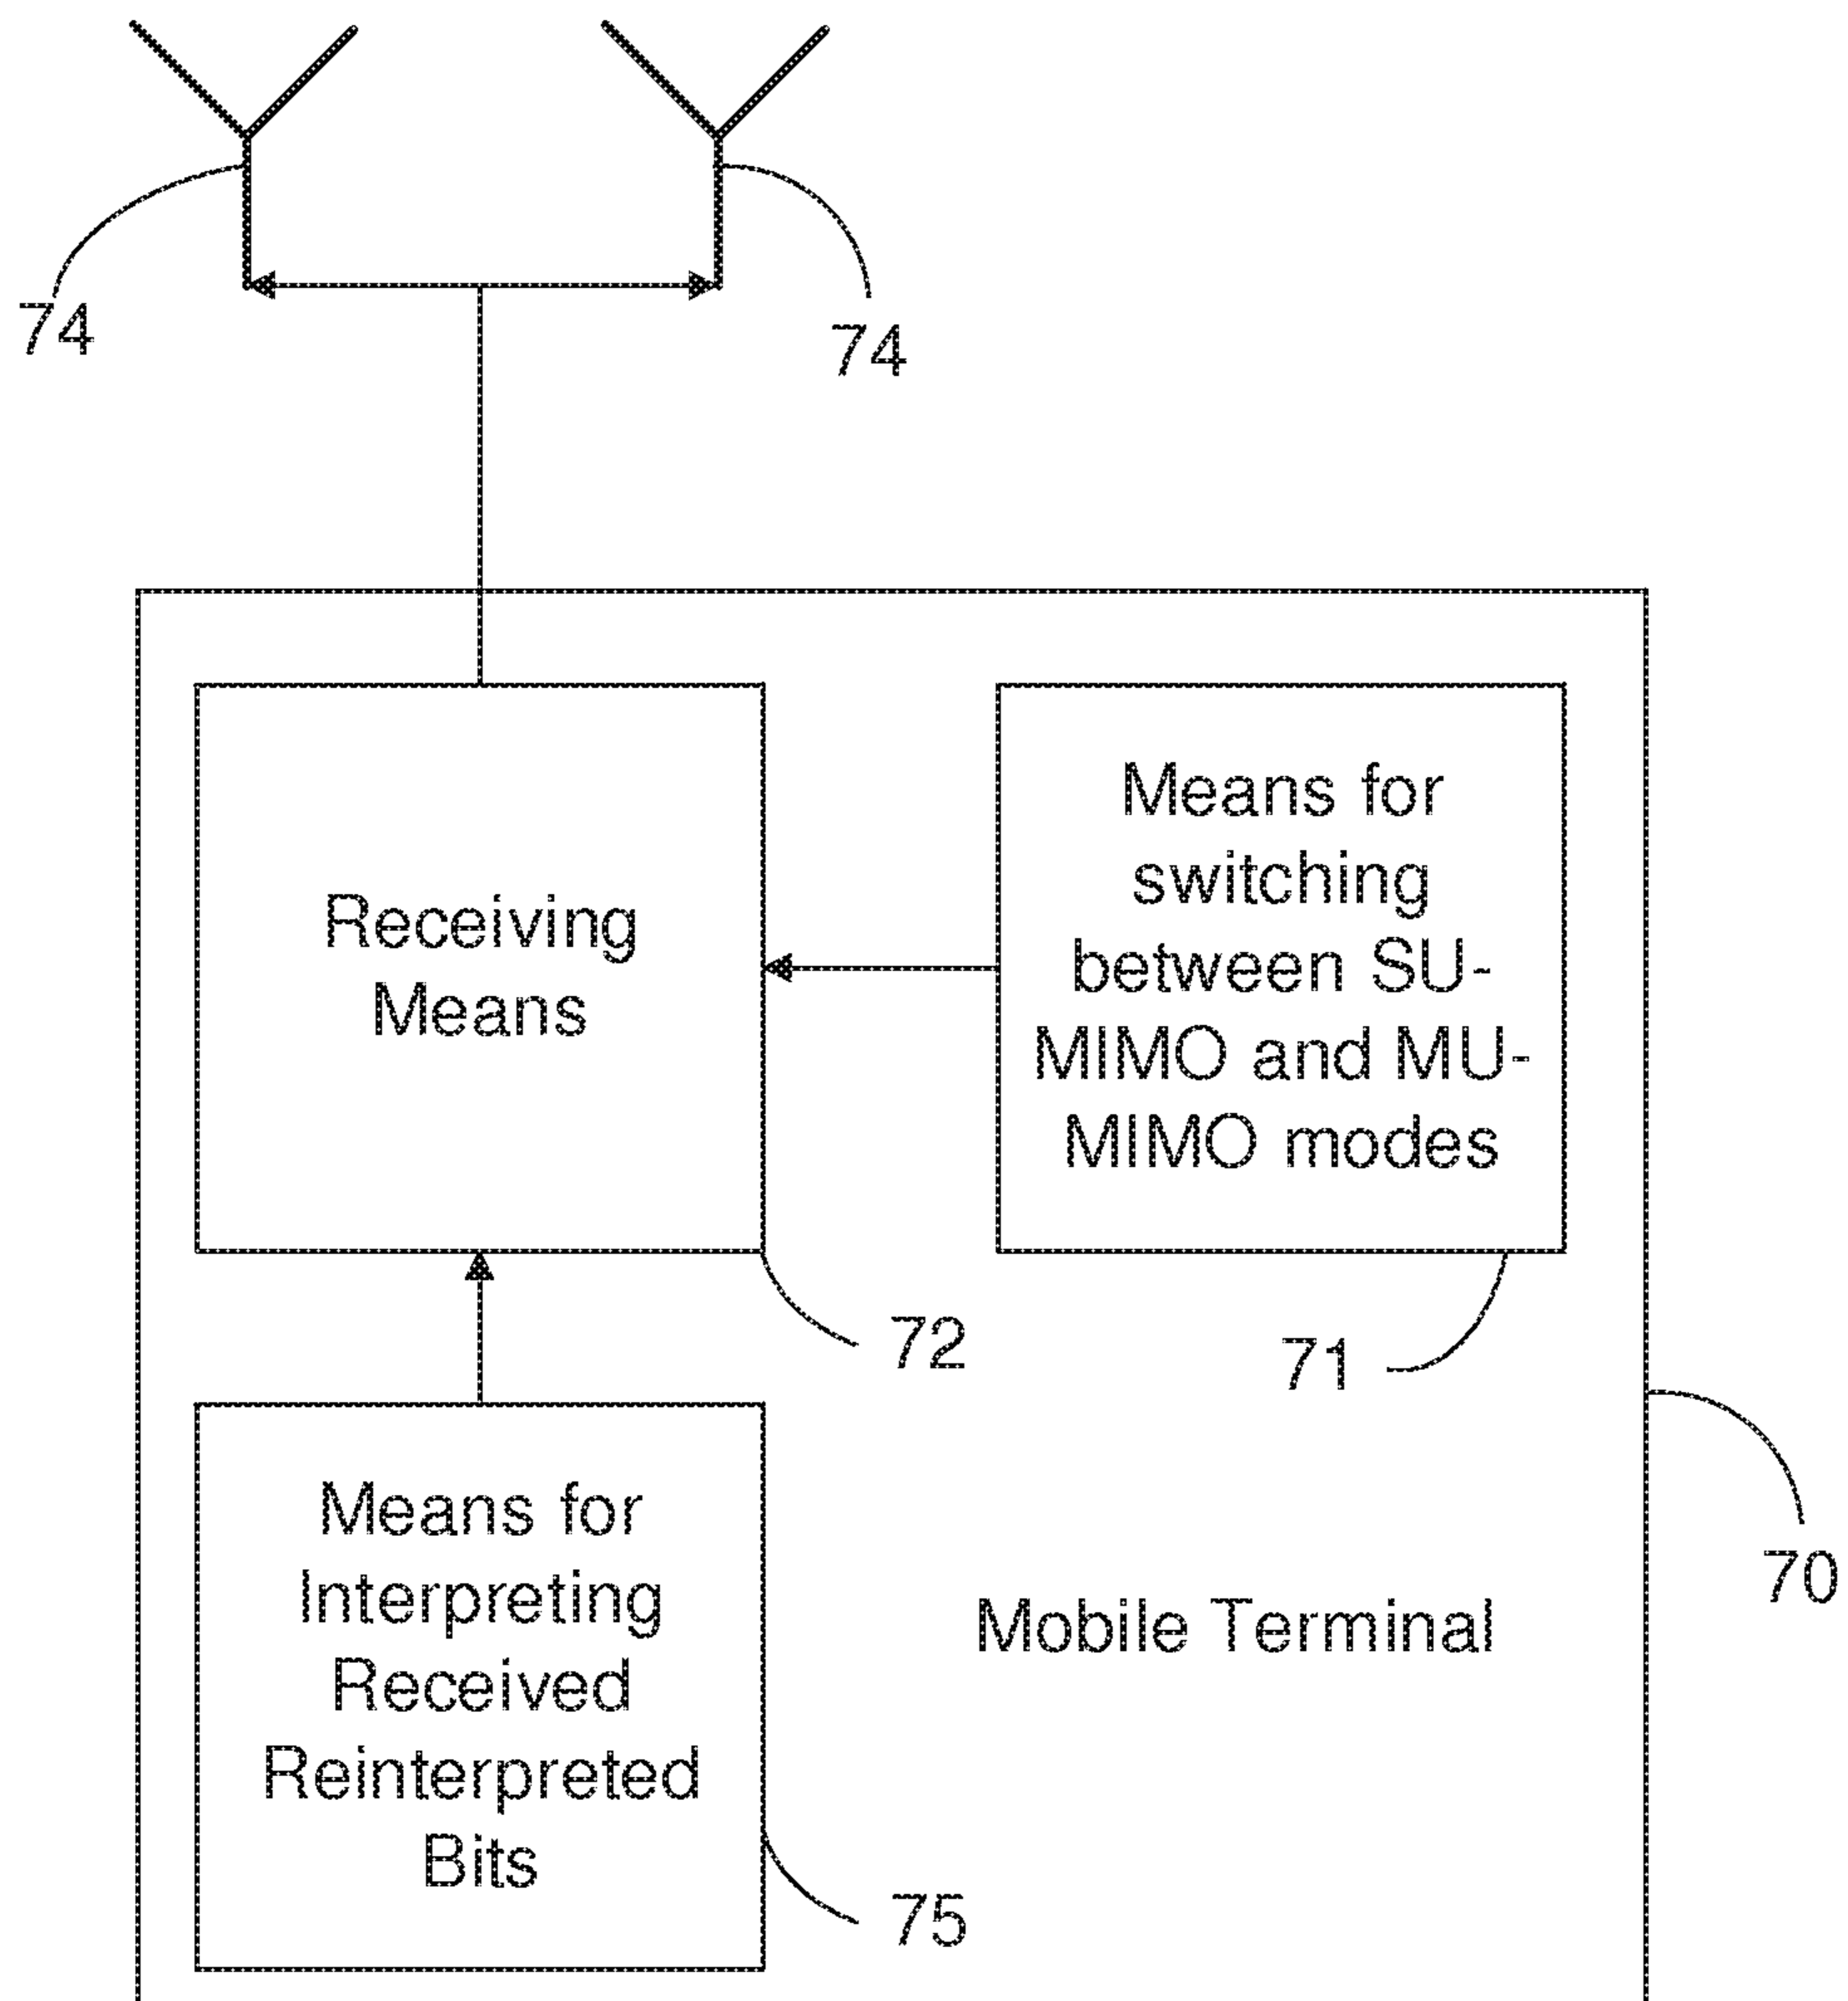 74
74
Receiving
Means
Means for
switching
between SU-
MIMO and MU-
MIMO modes
72
71
70
Means for
Interpreting
Received
Reinterpreted
Bits
Mobile Terminal
75